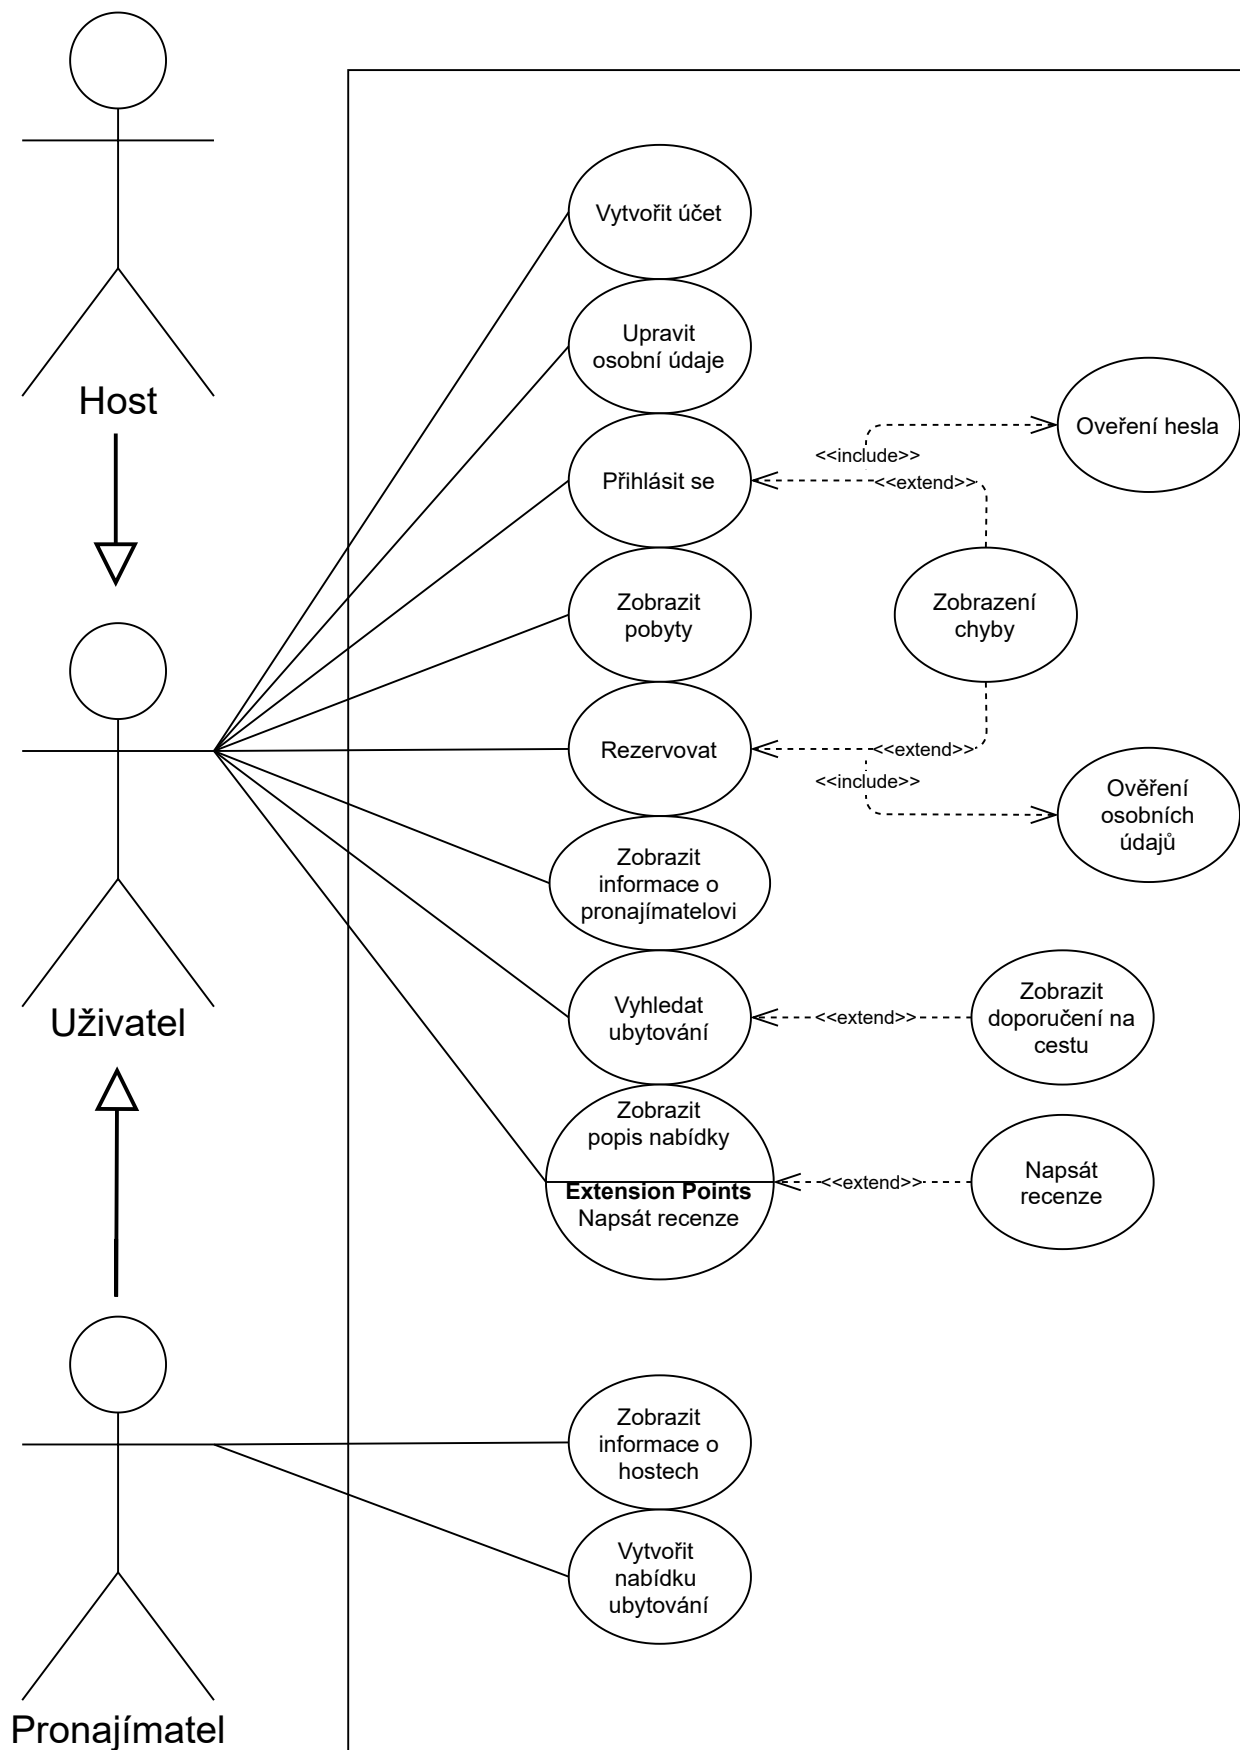 Host
Uživatel
Pronajímatel
Vytvořit účet
Upravit
osobní údaje
Přihlásit se
Zobrazit
pobyty
Rezervovat
Zobrazit
informace o
pronajímatelovi
Vyhledat
ubytování
Zobrazit
popis nabídky
Extension Points
Napsát recenze
Zobrazit
informace o
hostech
Vytvořit
nabídku
ubytování
<<include>>
<<extend>>
Oveření hesla
Zobrazení
chyby
<<extend>>
<<include>>
Ověření
osobních
údajů
<<extend>>
Zobrazit
doporučení na
cestu
<<extend>>
Napsát
recenze